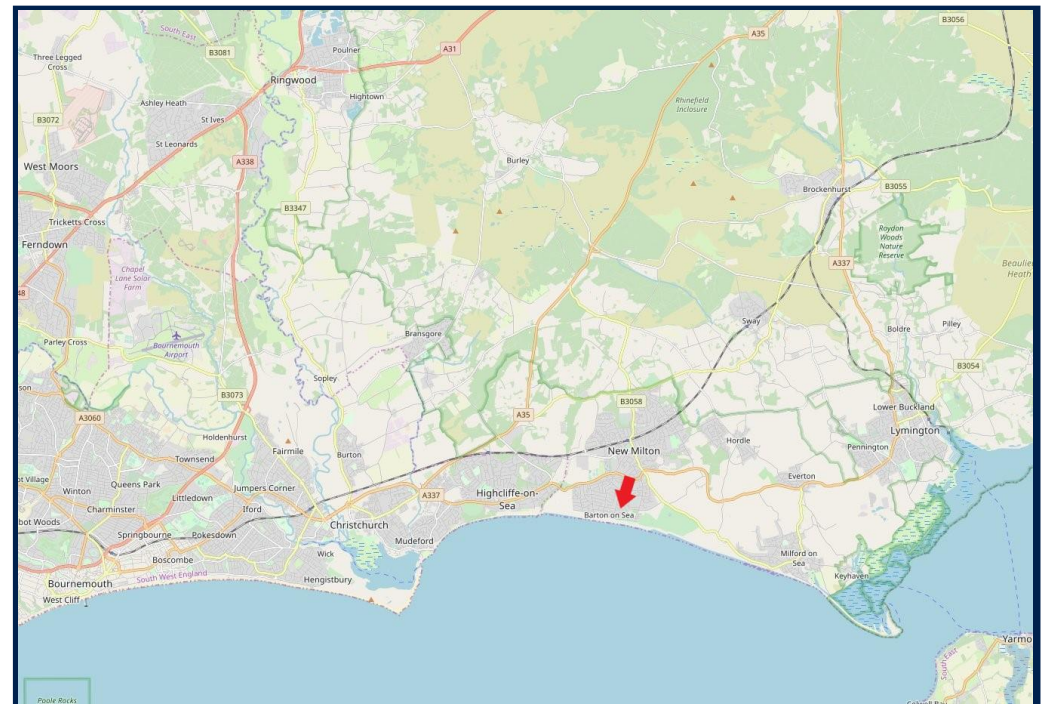 B3056
South East
A35
Three Legged
Cross
B3081
Poulner
A31
Ringwood
Ashley Heath
Hightown
Rhinefield
Inclosure
B3072
St Ives
St Leonards
A338
West Moors
Burley
Brockenhurst
B3055
B3347
Tricketts Cross
Ferndown
Roydon
Woods
Nature
Reserve
Chapel
Lane Solar
Farm
A337
Heath
48
Sway
Pilley
Boldre
Bransgore
Parley Cross
Bournemouth
Airport
Sopley
B3054
B3073
B3058
A3060
A35
Lower Buckland
Lymington
Holdenhurst
Fairmile
Burton
New Milton
Hordle
Pennington
Townsend
Everton
Winton
Queens Park
Jumpers Corner
Littledown
A337
Highcliffe-on-
Sea
Charminster
Iford
Barton on Sea
Christchurch
Springbourne
Pokesdown
Mudeford
Wick
Milford on
Sea
Boscombe
Keyhaven
Bournemouth
South West England
Hengistbury
West Cliff
South East
Poole Rocks